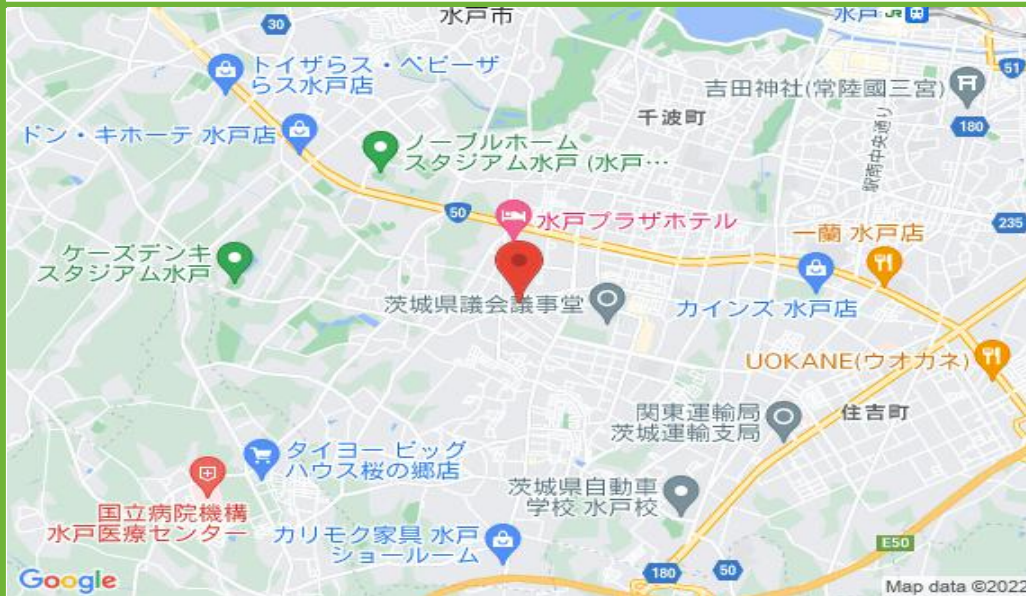 水戸市
水戸 JR
30
トイザらス・ベビーザ
らス水戸店
51
吉田神社(常陸國三宮)
千波町
ドン・キホーテ 水戸店
180
ノーブルホーム
スタジアム水戸 (水戸…
駅南中央通り
50
水戸プラザホテル
235
一蘭 水戸店
ケーズデンキ
スタジアム水戸
茨城県議会議事堂
カインズ 水戸店
UOKANE(ウオカネ)
関東運輸局
茨城運輸支局
住吉町
タイヨー ビッグ
ハウス桜の郷店
茨城県自動車
学校 水戸校
国立病院機構
水戸医療センター
カリモク家具 水戸
ショールーム
E50
180
50
Google
Map data ©2022